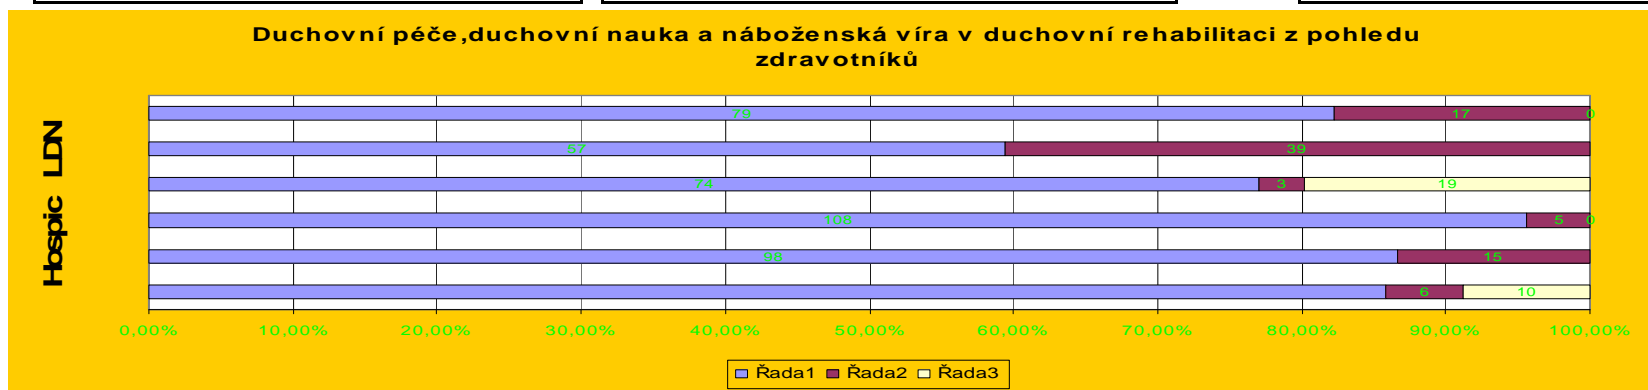 Duchovní péče,duchovní nauka a náboženská víra v duchovní rehabilitaci z pohledu
zdravotníků
Hospic LDN
79 17 0
57 39
74 3 19
108 5 0
98 15
6 10
0,00% 10,00% 20,00% 30,00% 40,00% 50,00% 60,00% 70,00% 80,00% 90,00% 100,00%
Řada1 Řada2 Řada3